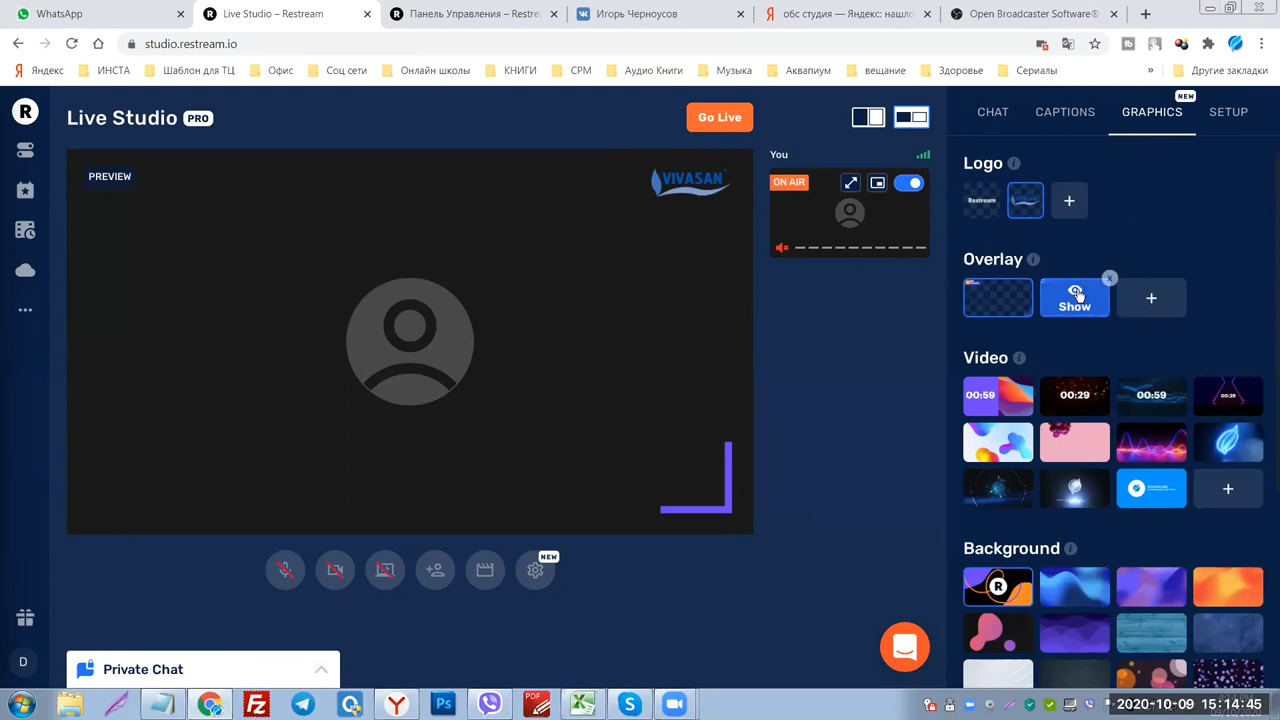 WhatsApp
Live Studio – Restream
Панель Управления – Restre
Игорь Черноусов
обс студия — Яндекс: нашло
Open Broadcaster Software®
studio.restream.io
Яндекс
ИНСТА
Шаблон для ТЦ
Офис
Соц сети
Онлайн школы
КНИГИ
СРМ
Аудио Книги
Музыка
Аквапиум
вещание
Здоровье
Сериалы
»
Другие закладки
R
Live Studio PRO
Go Live
NEW
CHAT
CAPTIONS
GRAPHICS
SETUP
PREVIEW
VIVASAN
You
ON AIR
Logo
Restream
Overlay
Show
x
Video
00:59
00:29
00:59
00:29
Background
R
NEW
Private Chat
D
PDF
2020-10-09 15:14:45